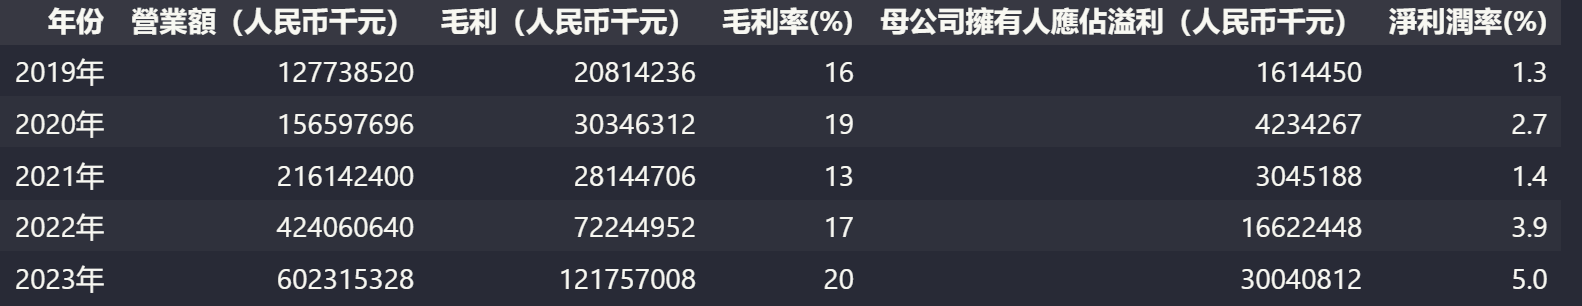 年份 營業額（人民币千元） 毛利（人民币千元） 毛利率(%) 母公司擁有人應佔溢利（人民币千元） 淨利潤率(%)
2019年 127738520 20814236 16 1614450 1.3
2020年 156597696 30346312 19 4234267 2.7
2021年 216142400 28144706 13 3045188 1.4
2022年 424060640 72244952 17 16622448 3.9
2023年 602315328 121757008 20 30040812 5.0